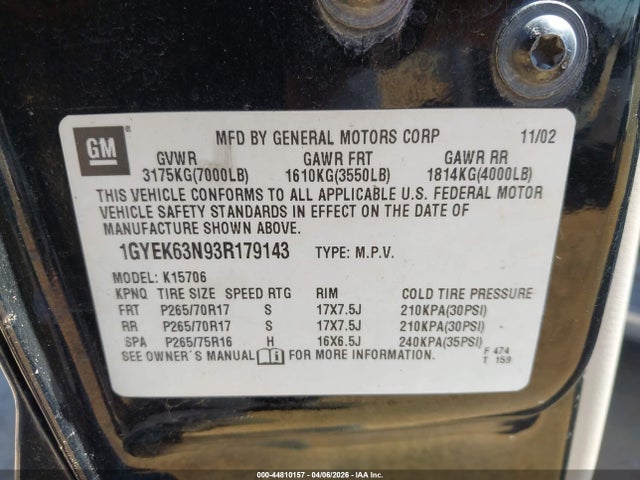 GM
MFD BY GENERAL MOTORS CORP 11/02
GVWR GAWR FRT GAWR RR
3175KG(7000LB) 1610KG(3550LB) 1814KG(4000LB)
THIS VEHICLE CONFORMS TO ALL APPLICABLE U.S. FEDERAL MOTOR
VEHICLE SAFETY STANDARDS IN EFFECT ON THE DATE OF
MANUFACTURE SHOWN ABOVE.
1GYEK63N93R179143 TYPE: M.P.V.
MODEL: K15706
KPNQ TIRE SIZE SPEED RTG RIM COLD TIRE PRESSURE
FRT P265/70R17 S 17X7.5J 210KPA(30PSI)
RR P265/70R17 S 17X7.5J 210KPA(30PSI)
SPA P265/75R16 H 16X6.5J 240KPA(35PSI)
SEE OWNER'S MANUAL FOR MORE INFORMATION. F 474
T 159
000-44810157 - 04/06/2026 - IAA Inc.